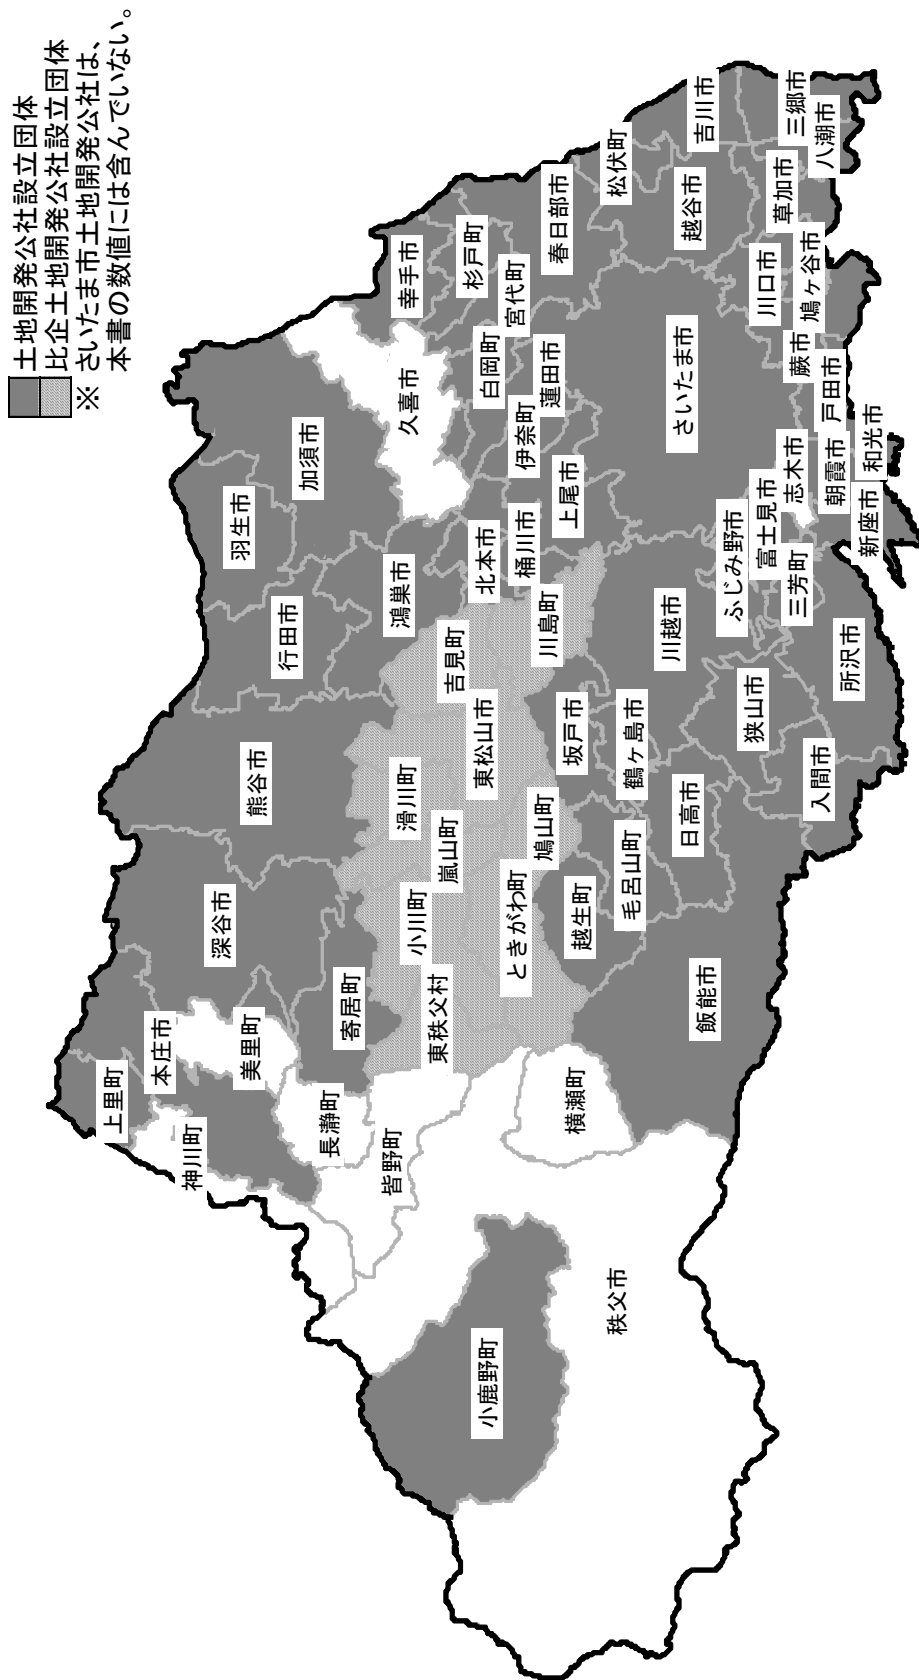 土地開発公社設立団体
比企土地開発公社設立団体
※ さいたま市土地開発公社は、
本書の数値には含んでいない。
上里町
本庄市
神川町
美里町
深谷市
熊谷市
行田市
羽生市
加須市
寄居町
長瀞町
皆野町
東秩父村
小川町
嵐山町
滑川町
吉見町
鴻巣市
久喜市
幸手市
杉戸町
白岡町
宮代町
北本市
桶川市
伊奈町
蓮田市
春日部市
松伏町
小鹿野町
秩父市
横瀬町
ときがわ町
鳩山町
東松山市
川島町
上尾市
越生町
毛呂山町
坂戸市
鶴ヶ島市
川越市
さいたま市
越谷市
吉川市
飯能市
日高市
狭山市
入間市
所沢市
ふじみ野市
富士見市
三芳町
志木市
朝霞市
新座市
和光市
戸田市
蕨市
川口市
鳩ヶ谷市
草加市
八潮市
三郷市